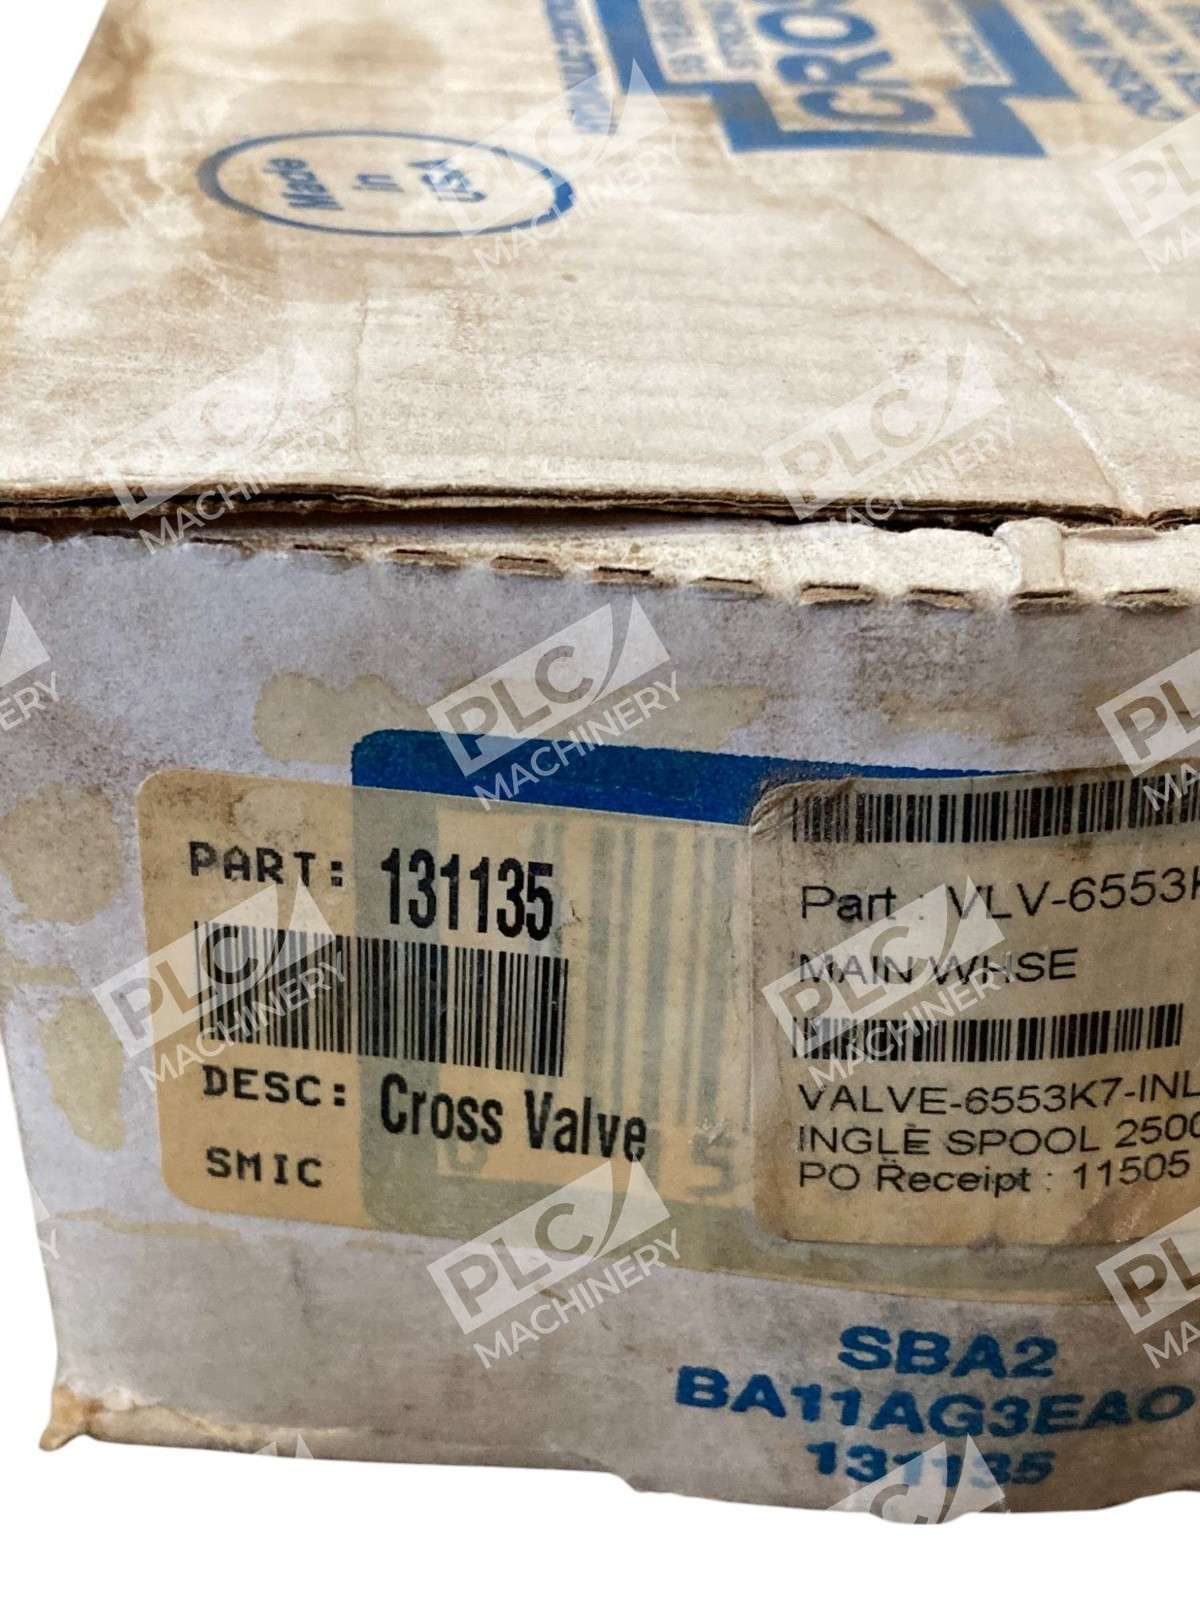 Made
in
USA
PART: 131135
DESC: Cross Valve
SMIC
Part : VLV-6553K
MAIN WHSE
VALVE-6553K7-INL
INGLE SPOOL 2500
PO Receipt : 11505
SBA2
BA11AG3EAO
131135
PLC
MACHINERY